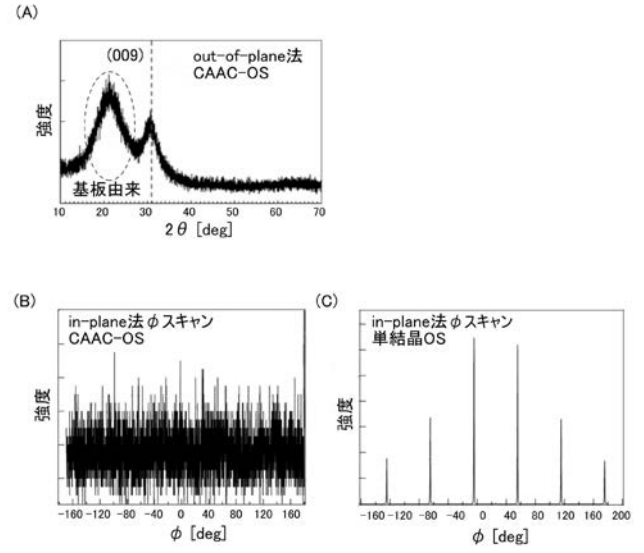 (A)
(009)
out-of-plane法
CAAC-OS
強度
基板由来
10 20 30 40 50 60 70
2θ [deg]
(B)
in-plane法φスキャン
CAAC-OS
強度
-160 -120 -80 -40 0 40 80 120 160
φ [deg]
(C)
in-plane法φスキャン
単結晶OS
強度
-160 -120 -80 -40 0 40 80 120 160
φ [deg]